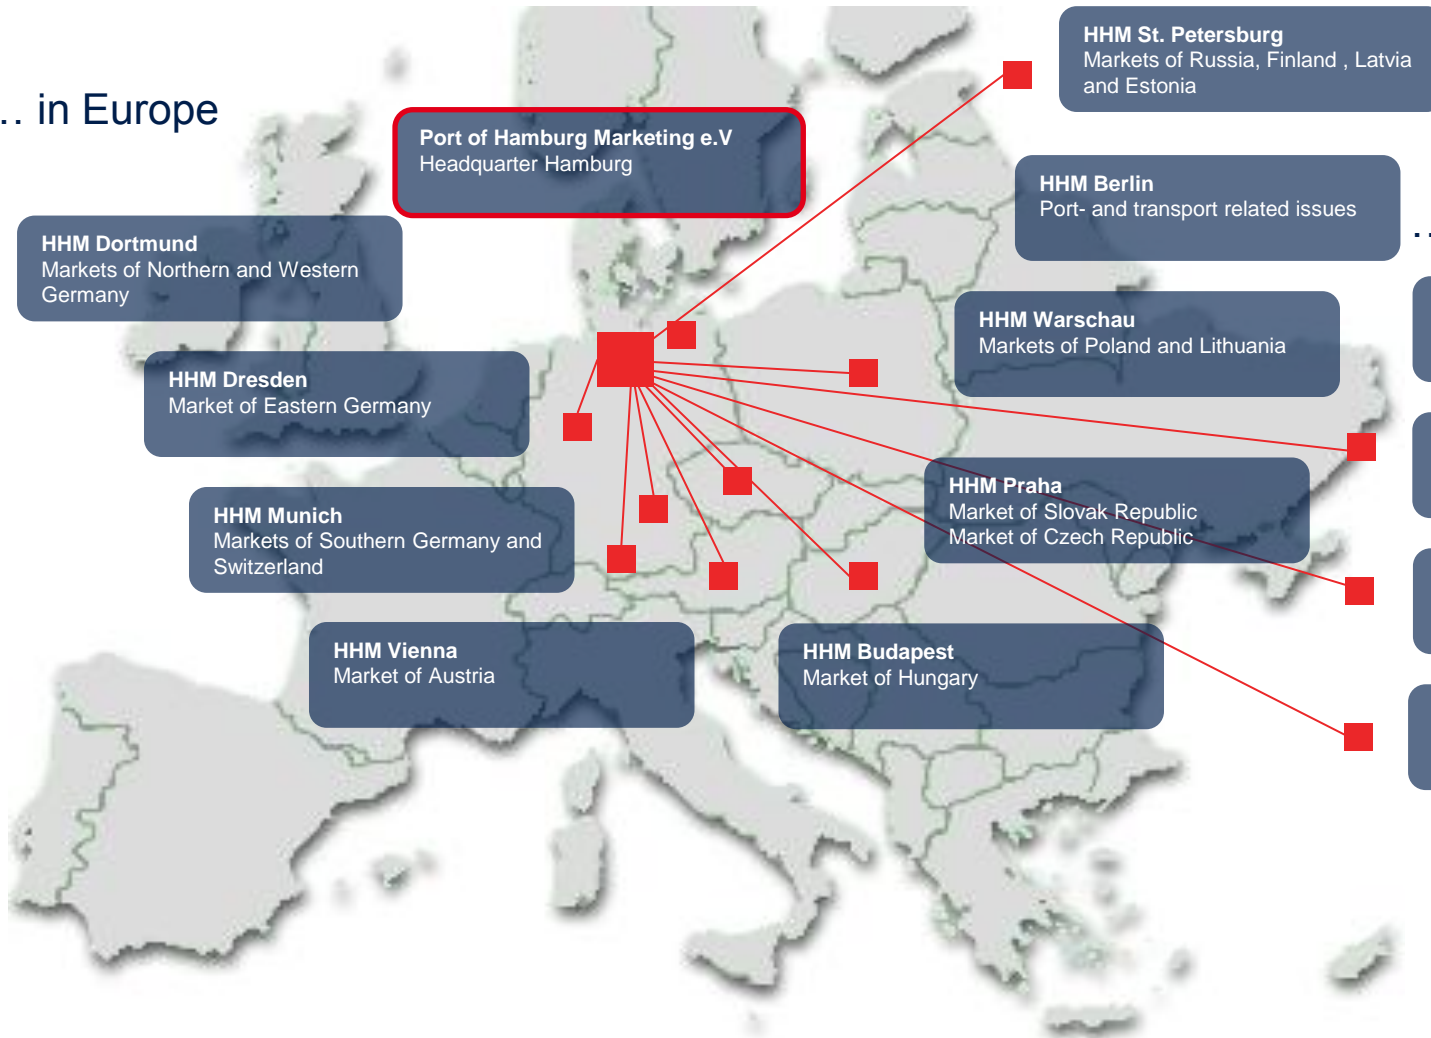 ... in Europe
HHM St. Petersburg
Markets of Russia, Finland , Latvia
and Estonia
Port of Hamburg Marketing e.V
Headquarter Hamburg
HHM Berlin
Port- and transport related issues
HHM Dortmund
Markets of Northern and Western
Germany
..
HHM Warschau
Markets of Poland and Lithuania
HHM Dresden
Market of Eastern Germany
HHM Praha
Market of Slovak Republic
Market of Czech Republic
HHM Munich
Markets of Southern Germany and
Switzerland
HHM Vienna
Market of Austria
HHM Budapest
Market of Hungary